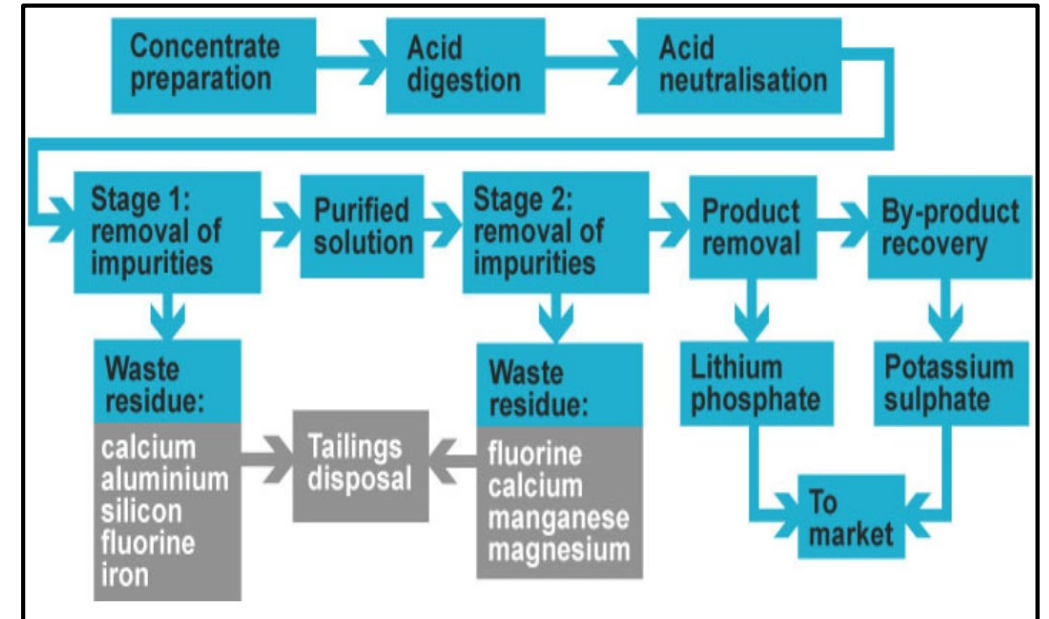 Concentrate
preparation
Acid
digestion
Acid
neutralisation
Stage 1:
removal of
impurities
Purified
solution
Stage 2:
removal of
impurities
Product
removal
By-product
recovery
Waste
residue:
calcium
aluminium
silicon
fluorine
iron
Tailings
disposal
Waste
residue:
fluorine
calcium
manganese
magnesium
Lithium
phosphate
Potassium
sulphate
To
market